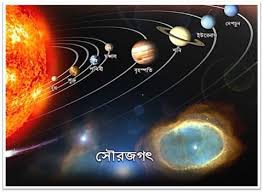 নেপচুন
ইউরেনাস
শনি
বৃহস্পতি
মঙ্গল
পৃথিবী
শুক্র
বুধ
সৌরজগৎ